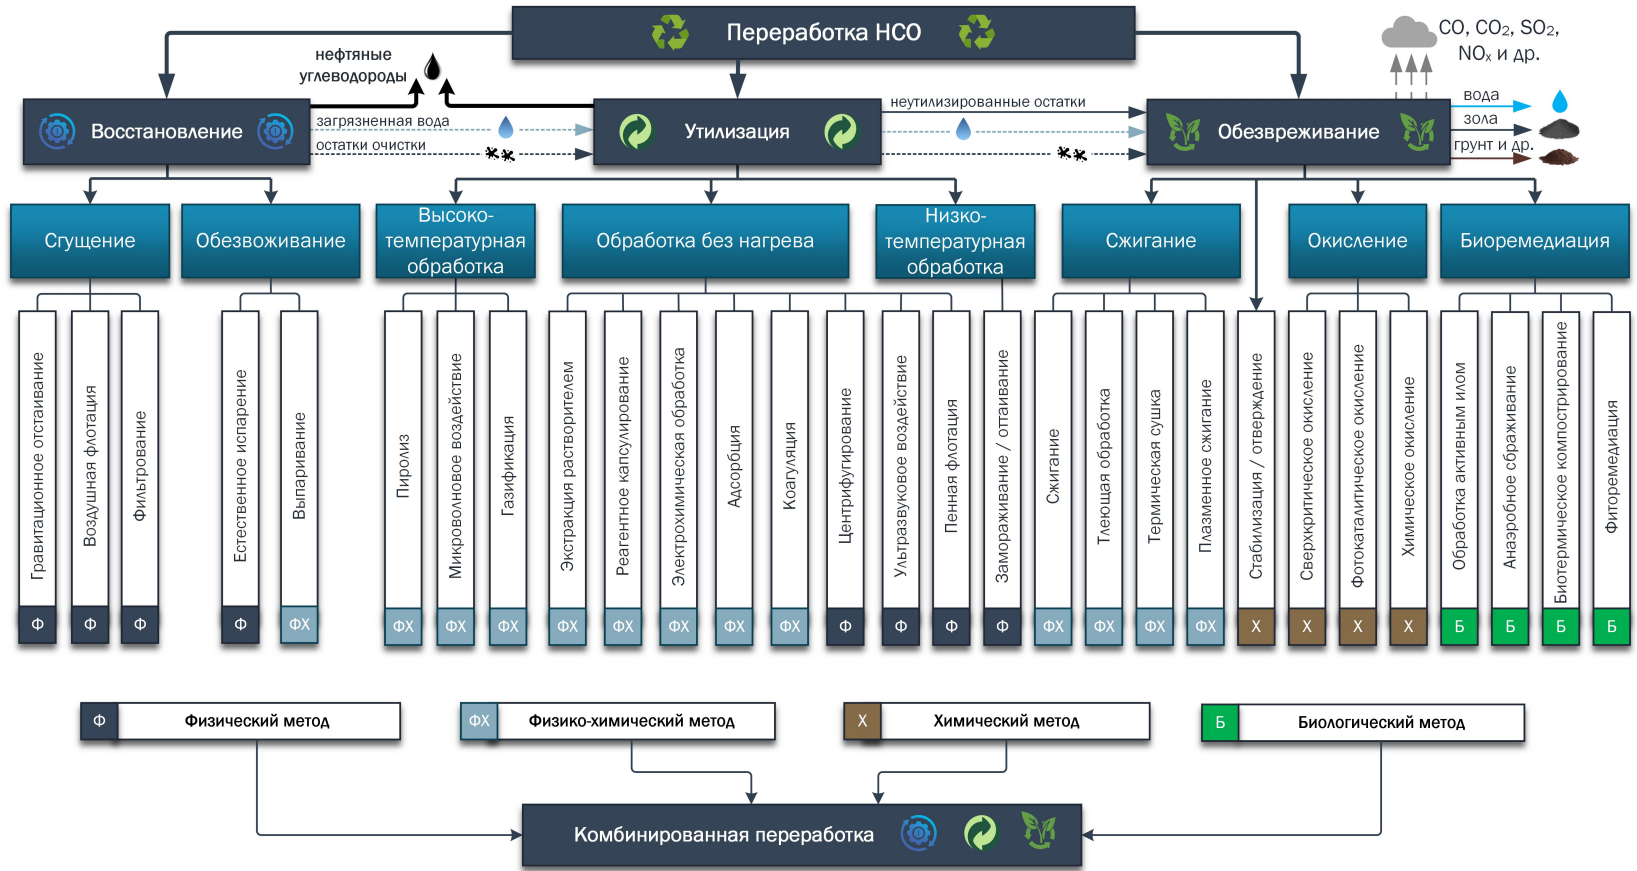 Переработка НСО
CO, CO₂, SO₂,
NOₓ и др.
нефтяные
углеводороды
Восстановление
загрязненная вода
остатки очистки
Утилизация
неутилизированные остатки
Обезвреживание
вода
зола
грунт и др.
Сгущение
Обезвоживание
Высоко-
температурная
обработка
Обработка без нагрева
Низко-
температурная
обработка
Сжигание
Окисление
Биоремедиация
Гравитационное отстаивание
Воздушная флотация
Фильтрование
Естественное испарение
Выпаривание
Пиролиз
Микроволновое воздействие
Газификация
Экстракция растворителем
Реагентное капсулирование
Электрохимическая обработка
Адсорбция
Коагуляция
Центрифугирование
Ультразвуковое воздействие
Пенная флотация
Замораживание / оттаивание
Сжигание
Тлеющая обработка
Термическая сушка
Плазменное сжигание
Стабилизация / отверждение
Сверхкритическое окисление
Фотокаталитическое окисление
Химическое окисление
Обработка активным илом
Анаэробное сбраживание
Биотермическое компостирование
Фиторемедиация
Ф Ф Ф Ф ФХ ФХ ФХ ФХ ФХ ФХ ФХ ФХ ФХ Ф Ф Ф Ф ФХ ФХ ФХ ФХ Х Х Х Х Б Б Б Б
Ф Физический метод
ФХ Физико-химический метод
Х Химический метод
Б Биологический метод
Комбинированная переработка